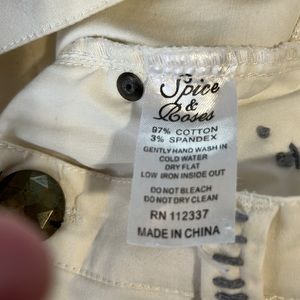 Spice
&
Roses
97% COTTON
3% SPANDEX
GENTLY HAND WASH IN
COLD WATER
DRY FLAT
LOW IRON INSIDE OUT
DO NOT BLEACH
DO NOT DRY CLEAN
RN 112337
MADE IN CHINA